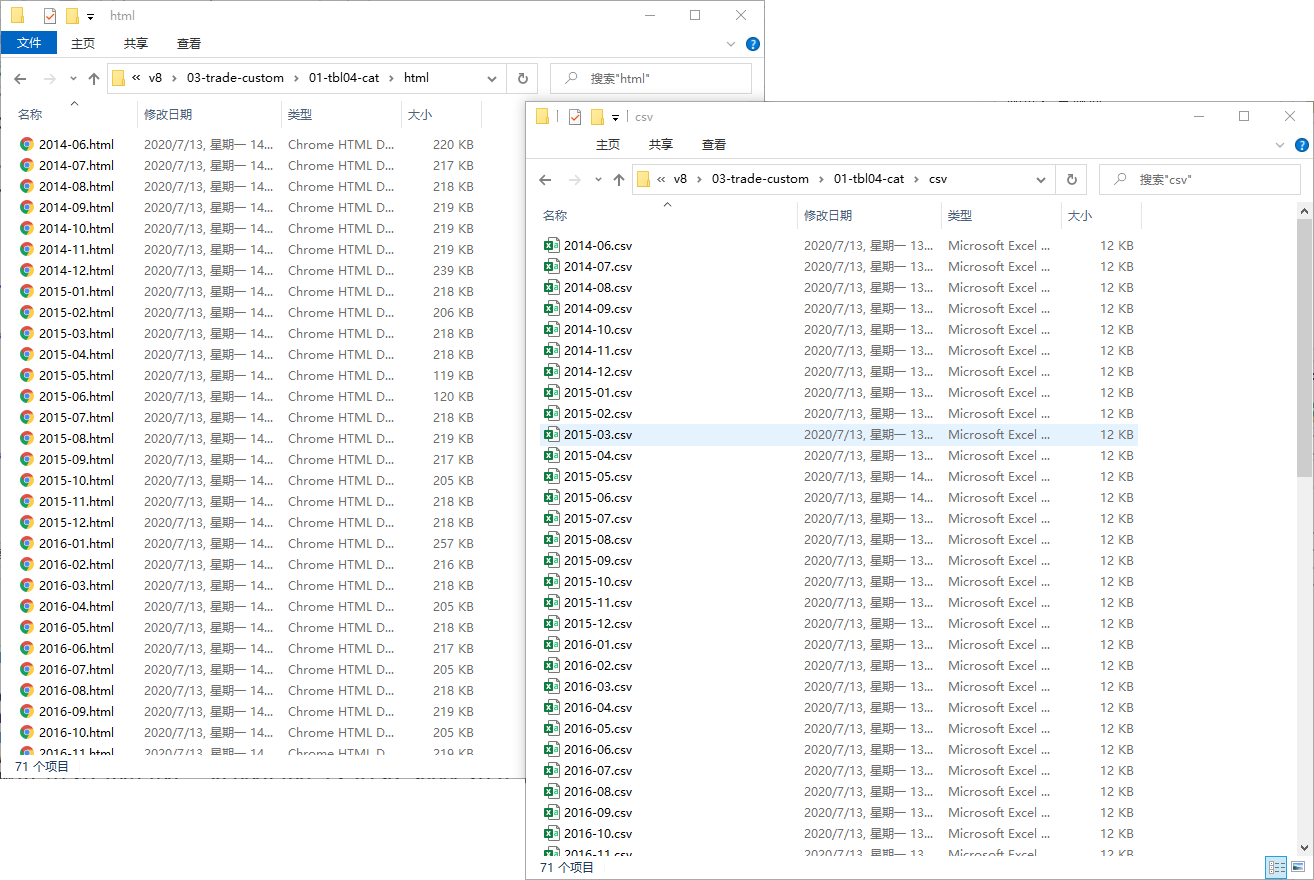 html
文件 主页 共享 查看
« v8 › 03-trade-custom › 01-tbl04-cat › html 搜索"html"
名称 修改日期 类型 大小
2014-06.html 2020/7/13, 星期一 14... Chrome HTML D... 220 KB
2014-07.html 2020/7/13, 星期一 14... Chrome HTML D... 217 KB
2014-08.html 2020/7/13, 星期一 14... Chrome HTML D... 218 KB
2014-09.html 2020/7/13, 星期一 14... Chrome HTML D... 219 KB
2014-10.html 2020/7/13, 星期一 14... Chrome HTML D... 219 KB
2014-11.html 2020/7/13, 星期一 14... Chrome HTML D... 219 KB
2014-12.html 2020/7/13, 星期一 14... Chrome HTML D... 239 KB
2015-01.html 2020/7/13, 星期一 14... Chrome HTML D... 218 KB
2015-02.html 2020/7/13, 星期一 14... Chrome HTML D... 206 KB
2015-03.html 2020/7/13, 星期一 14... Chrome HTML D... 218 KB
2015-04.html 2020/7/13, 星期一 14... Chrome HTML D... 218 KB
2015-05.html 2020/7/13, 星期一 14... Chrome HTML D... 119 KB
2015-06.html 2020/7/13, 星期一 14... Chrome HTML D... 120 KB
2015-07.html 2020/7/13, 星期一 14... Chrome HTML D... 218 KB
2015-08.html 2020/7/13, 星期一 14... Chrome HTML D... 219 KB
2015-09.html 2020/7/13, 星期一 14... Chrome HTML D... 217 KB
2015-10.html 2020/7/13, 星期一 14... Chrome HTML D... 205 KB
2015-11.html 2020/7/13, 星期一 14... Chrome HTML D... 218 KB
2015-12.html 2020/7/13, 星期一 14... Chrome HTML D... 218 KB
2016-01.html 2020/7/13, 星期一 14... Chrome HTML D... 257 KB
2016-02.html 2020/7/13, 星期一 14... Chrome HTML D... 216 KB
2016-03.html 2020/7/13, 星期一 14... Chrome HTML D... 218 KB
2016-04.html 2020/7/13, 星期一 14... Chrome HTML D... 205 KB
2016-05.html 2020/7/13, 星期一 14... Chrome HTML D... 218 KB
2016-06.html 2020/7/13, 星期一 14... Chrome HTML D... 217 KB
2016-07.html 2020/7/13, 星期一 14... Chrome HTML D... 205 KB
2016-08.html 2020/7/13, 星期一 14... Chrome HTML D... 218 KB
2016-09.html 2020/7/13, 星期一 14... Chrome HTML D... 219 KB
2016-10.html 2020/7/13, 星期一 14... Chrome HTML D... 205 KB
2016-11.html 2020/7/13, 星期一 14... Chrome HTML D... 219 KB
71 个项目
csv
主页 共享 查看
« v8 › 03-trade-custom › 01-tbl04-cat › csv 搜索"csv"
名称 修改日期 类型 大小
2014-06.csv 2020/7/13, 星期一 13... Microsoft Excel ... 12 KB
2014-07.csv 2020/7/13, 星期一 13... Microsoft Excel ... 12 KB
2014-08.csv 2020/7/13, 星期一 13... Microsoft Excel ... 12 KB
2014-09.csv 2020/7/13, 星期一 13... Microsoft Excel ... 12 KB
2014-10.csv 2020/7/13, 星期一 13... Microsoft Excel ... 12 KB
2014-11.csv 2020/7/13, 星期一 13... Microsoft Excel ... 12 KB
2014-12.csv 2020/7/13, 星期一 13... Microsoft Excel ... 12 KB
2015-01.csv 2020/7/13, 星期一 13... Microsoft Excel ... 12 KB
2015-02.csv 2020/7/13, 星期一 13... Microsoft Excel ... 12 KB
2015-03.csv 2020/7/13, 星期一 13... Microsoft Excel ... 12 KB
2015-04.csv 2020/7/13, 星期一 13... Microsoft Excel ... 12 KB
2015-05.csv 2020/7/13, 星期一 14... Microsoft Excel ... 12 KB
2015-06.csv 2020/7/13, 星期一 14... Microsoft Excel ... 12 KB
2015-07.csv 2020/7/13, 星期一 13... Microsoft Excel ... 12 KB
2015-08.csv 2020/7/13, 星期一 13... Microsoft Excel ... 12 KB
2015-09.csv 2020/7/13, 星期一 13... Microsoft Excel ... 12 KB
2015-10.csv 2020/7/13, 星期一 13... Microsoft Excel ... 12 KB
2015-11.csv 2020/7/13, 星期一 13... Microsoft Excel ... 12 KB
2015-12.csv 2020/7/13, 星期一 13... Microsoft Excel ... 12 KB
2016-01.csv 2020/7/13, 星期一 13... Microsoft Excel ... 12 KB
2016-02.csv 2020/7/13, 星期一 13... Microsoft Excel ... 12 KB
2016-03.csv 2020/7/13, 星期一 13... Microsoft Excel ... 12 KB
2016-04.csv 2020/7/13, 星期一 13... Microsoft Excel ... 12 KB
2016-05.csv 2020/7/13, 星期一 13... Microsoft Excel ... 12 KB
2016-06.csv 2020/7/13, 星期一 13... Microsoft Excel ... 12 KB
2016-07.csv 2020/7/13, 星期一 13... Microsoft Excel ... 12 KB
2016-08.csv 2020/7/13, 星期一 13... Microsoft Excel ... 12 KB
2016-09.csv 2020/7/13, 星期一 13... Microsoft Excel ... 12 KB
2016-10.csv 2020/7/13, 星期一 13... Microsoft Excel ... 12 KB
2016-11.csv 2020/7/13, 星期一 13... Microsoft Excel ... 12 KB
71 个项目